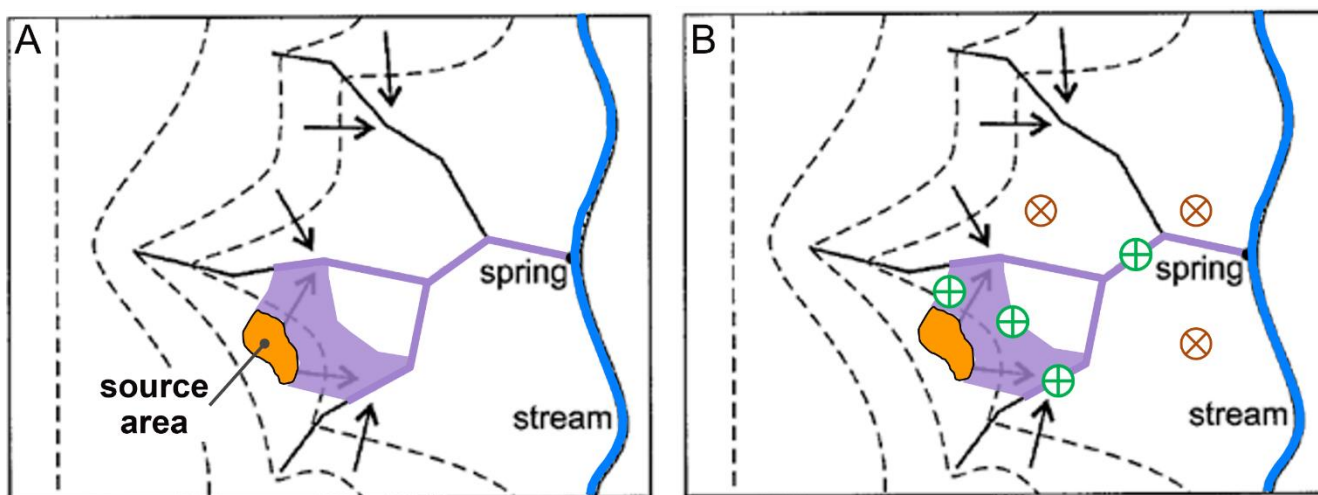 A
spring
source
area
stream
B
spring
stream